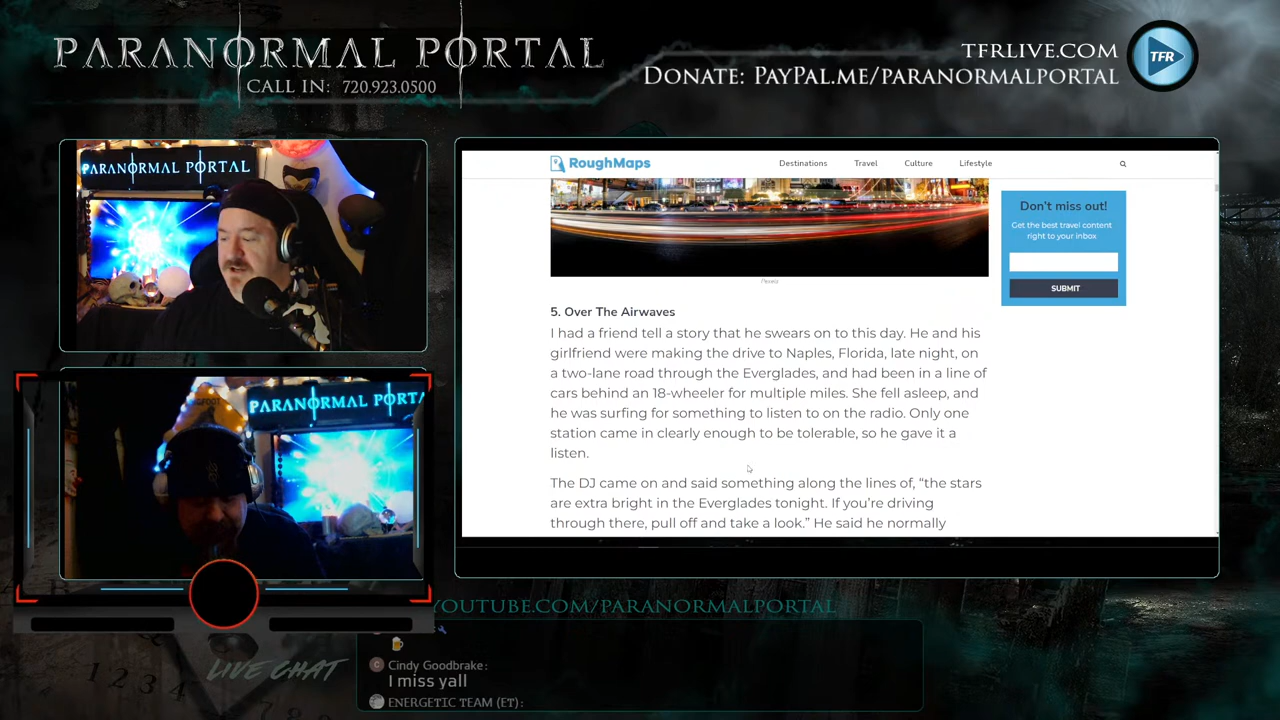 PARANORMAL PORTAL
CALL IN: 720.923.0500
TFRLIVE.COM
DONATE: PAYPAL.ME/PARANORMALPORTAL
TFR
PARANORMAL PORTAL
RoughMaps
Destinations
Travel
Culture
Lifestyle
Don't miss out!
Get the best travel content
right to your inbox
SUBMIT
Pexels
5. Over The Airwaves
I had a friend tell a story that he swears on to this day. He and his
girlfriend were making the drive to Naples, Florida, late night, on
a two-lane road through the Everglades, and had been in a line of
cars behind an 18-wheeler for multiple miles. She fell asleep, and
he was surfing for something to listen to on the radio. Only one
station came in clearly enough to be tolerable, so he gave it a
listen.
The DJ came on and said something along the lines of, “the stars
are extra bright in the Everglades tonight. If you’re driving
through there, pull off and take a look.” He said he normally
BIGFOOT
PARANORMAL PORTA
YOUTUBE.COM/PARANORMALPORTAL
LIVE CHAT
1 2 3 4
Cindy Goodbrake:
I miss yall
ENERGETIC TEAM (ET):